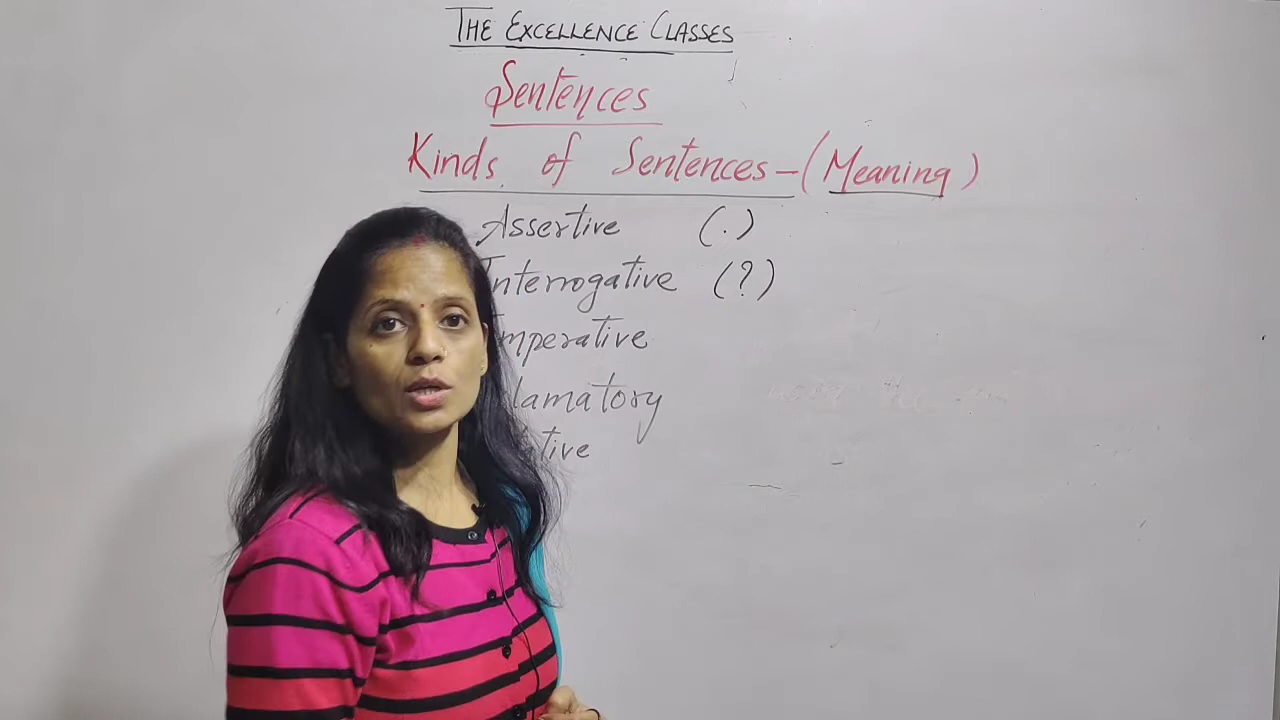 THE EXCELLENCE CLASSES
Sentences
Kinds of Sentences - (Meaning)
Assertive (.)
Interrogative (?)
mperative
lamatory
tive